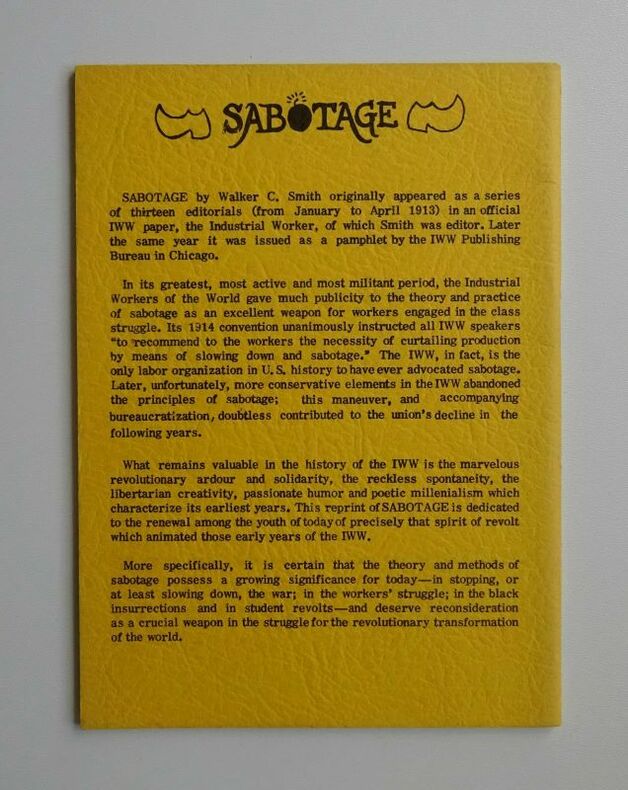 SABOTAGE
SABOTAGE by Walker C. Smith originally appeared as a series
of thirteen editorials (from January to April 1913) in an official
IWW paper, the Industrial Worker, of which Smith was editor. Later
the same year it was issued as a pamphlet by the IWW Publishing
Bureau in Chicago.
In its greatest, most active and most militant period, the Industrial
Workers of the World gave much publicity to the theory and practice
of sabotage as an excellent weapon for workers engaged in the class
struggle. Its 1914 convention unanimously instructed all IWW speakers
"to recommend to the workers the necessity of curtailing production
by means of slowing down and sabotage." The IWW, in fact, is the
only labor organization in U.S. history to have ever advocated sabotage.
Later, unfortunately, more conservative elements in the IWW abandoned
the principles of sabotage; this maneuver, and accompanying
bureaucratization, doubtless contributed to the union's decline in the
following years.
What remains valuable in the history of the IWW is the marvelous
revolutionary ardour and solidarity, the reckless spontaneity, the
libertarian creativity, passionate humor and poetic millenialism which
characterize its earliest years. This reprint of SABOTAGE is dedicated
to the renewal among the youth of today of precisely that spirit of revolt
which animated those early years of the IWW.
More specifically, it is certain that the theory and methods of
sabotage possess a growing significance for today—in stopping, or
at least slowing down, the war; in the workers' struggle; in the black
insurrections and in student revolts—and deserve reconsideration
as a crucial weapon in the struggle for the revolutionary transformation
of the world.